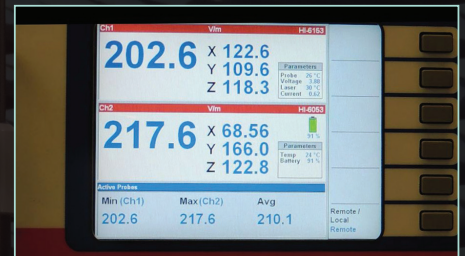 Ch1 V/m HI-6153
202.6
X 122.6
Y 109.6
Z 118.3
Parameters
Probe 26 °C
Voltage 3.80
Laser 30 °C
Current 0.62
Ch2 V/m HI-6053
217.6
X 68.56
Y 166.0
Z 122.8
91 %
Parameters
Temp 24 °C
Battery 91 %
Active Probes
Min (Ch1) Max (Ch2) Avg
202.6 217.6 210.1
Remote /
Local
Remote